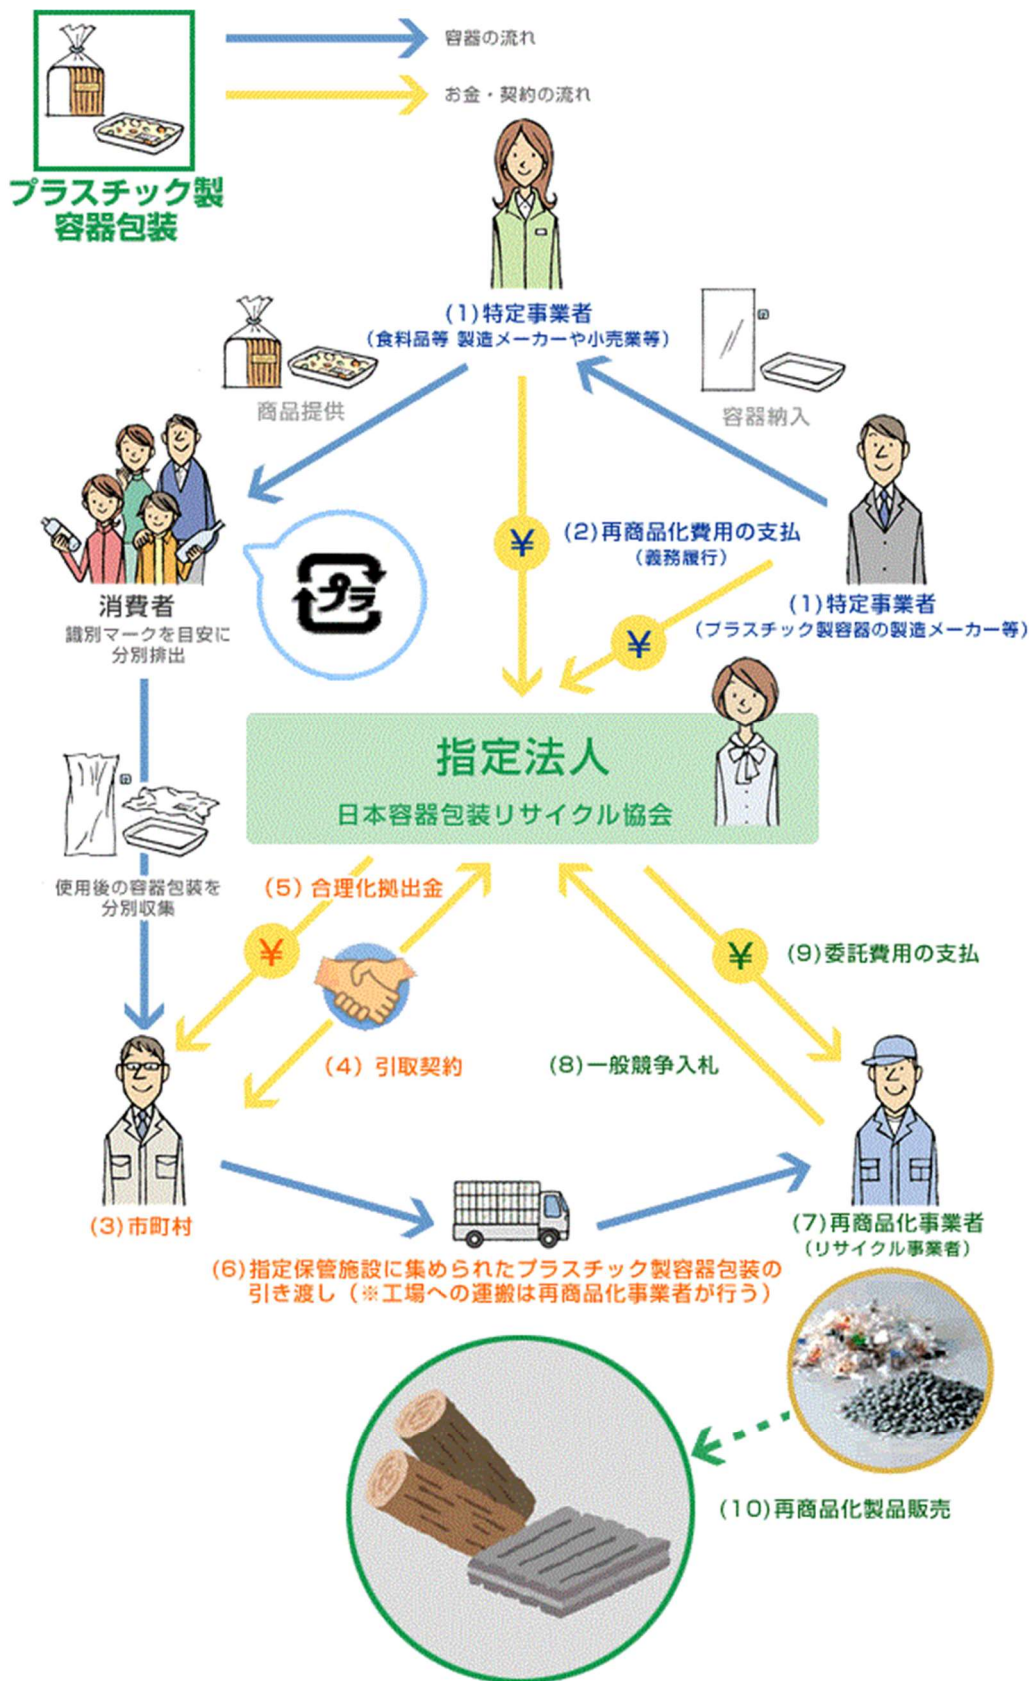 容器の流れ
お金・契約の流れ
プラスチック製
容器包装
(1)特定事業者
(食料品等 製造メーカーや小売業等)
商品提供
容器納入
(2)再商品化費用の支払
(義務履行)
¥
¥
プラ
消費者
識別マークを目安に
分別排出
(1)特定事業者
(プラスチック製容器の製造メーカー等)
指定法人
日本容器包装リサイクル協会
使用後の容器包装を
分別収集
(5) 合理化拠出金
¥
¥
(9)委託費用の支払
(4) 引取契約
(8)一般競争入札
(3)市町村
(7)再商品化事業者
(リサイクル事業者)
(6)指定保管施設に集められたプラスチック製容器包装の
引き渡し(※工場への運搬は再商品化事業者が行う)
(10)再商品化製品販売